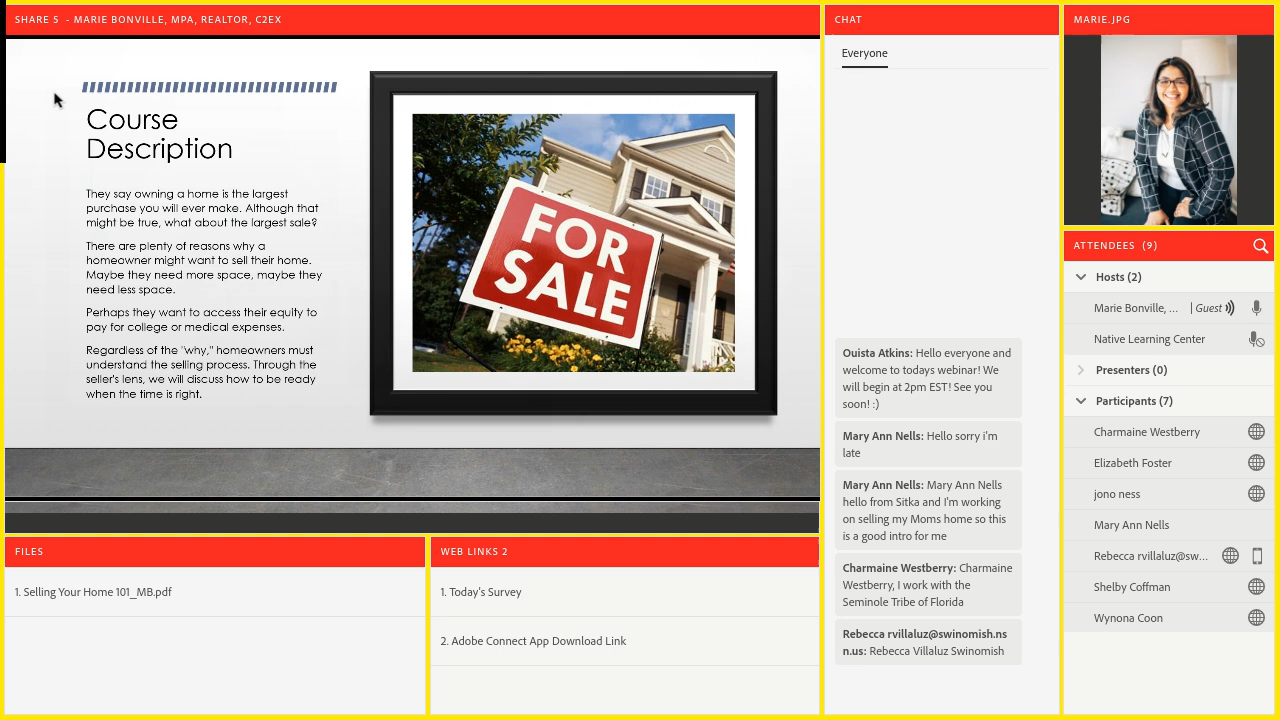 SHARE 5 - MARIE BONVILLE, MPA, REALTOR, C2EX
Course
Description
They say owning a home is the largest
purchase you will ever make. Although that
might be true, what about the largest sale?
There are plenty of reasons why a
homeowner might want to sell their home.
Maybe they need more space, maybe they
need less space.
Perhaps they want to access their equity to
pay for college or medical expenses.
Regardless of the "why," homeowners must
understand the selling process. Through the
seller's lens, we will discuss how to be ready
when the time is right.
FOR
SALE
FILES
1. Selling Your Home 101_MB.pdf
WEB LINKS 2
1. Today's Survey
2. Adobe Connect App Download Link
CHAT
Everyone
Ouista Atkins: Hello everyone and
welcome to todays webinar! We
will begin at 2pm EST! See you
soon! :)
Mary Ann Nells: Hello sorry i'm
late
Mary Ann Nells: Mary Ann Nells
hello from Sitka and I'm working
on selling my Moms home so this
is a good intro for me
Charmaine Westberry: Charmaine
Westberry, I work with the
Seminole Tribe of Florida
Rebecca rvillaluz@swinomish.ns
n.us: Rebecca Villaluz Swinomish
MARIE.JPG
ATTENDEES (9)
Hosts (2)
Marie Bonville, ... | Guest
Native Learning Center
Presenters (0)
Participants (7)
Charmaine Westberry
Elizabeth Foster
jono ness
Mary Ann Nells
Rebecca rvillaluz@sw...
Shelby Coffman
Wynona Coon